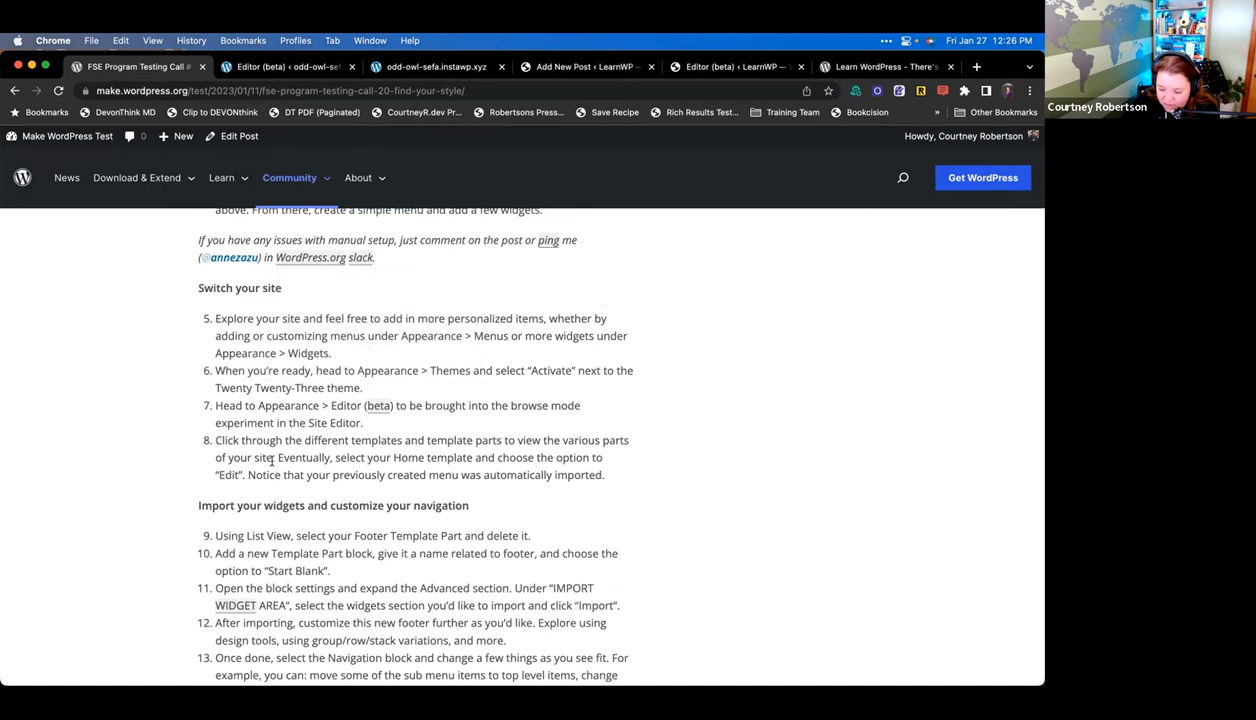 Chrome File Edit View History Bookmarks Profiles Tab Window Help
Fri Jan 27 12:26 PM
FSE Program Testing Call #
Editor (beta) ‹ odd-owl-sef
odd-owl-sefa.instawp.xyz
Add New Post ‹ LearnWP —
Editor (beta) ‹ LearnWP —
Learn WordPress - There's
make.wordpress.org/test/2023/01/11/fse-program-testing-call-20-find-your-style/
Bookmarks DevonThink MD Clip to DEVONthink DT PDF (Paginated) CourtneyR.dev Pr... Robertsons Press... Save Recipe Rich Results Test... Training Team Bookcision » Other Bookmarks
Courtney Robertson
Make WordPress Test 0 New Edit Post Howdy, Courtney Robertson
News Download & Extend Learn Community About Get WordPress
above. From there, create a simple menu and add a few widgets.
If you have any issues with manual setup, just comment on the post or ping me
(@annezazu) in WordPress.org slack.
Switch your site
5. Explore your site and feel free to add in more personalized items, whether by
adding or customizing menus under Appearance > Menus or more widgets under
Appearance > Widgets.
6. When you're ready, head to Appearance > Themes and select “Activate” next to the
Twenty Twenty-Three theme.
7. Head to Appearance > Editor (beta) to be brought into the browse mode
experiment in the Site Editor.
8. Click through the different templates and template parts to view the various parts
of your site. Eventually, select your Home template and choose the option to
“Edit”. Notice that your previously created menu was automatically imported.
Import your widgets and customize your navigation
9. Using List View, select your Footer Template Part and delete it.
10. Add a new Template Part block, give it a name related to footer, and choose the
option to “Start Blank”.
11. Open the block settings and expand the Advanced section. Under “IMPORT
WIDGET AREA”, select the widgets section you'd like to import and click “Import”.
12. After importing, customize this new footer further as you'd like. Explore using
design tools, using group/row/stack variations, and more.
13. Once done, select the Navigation block and change a few things as you see fit. For
example, you can: move some of the sub menu items to top level items, change